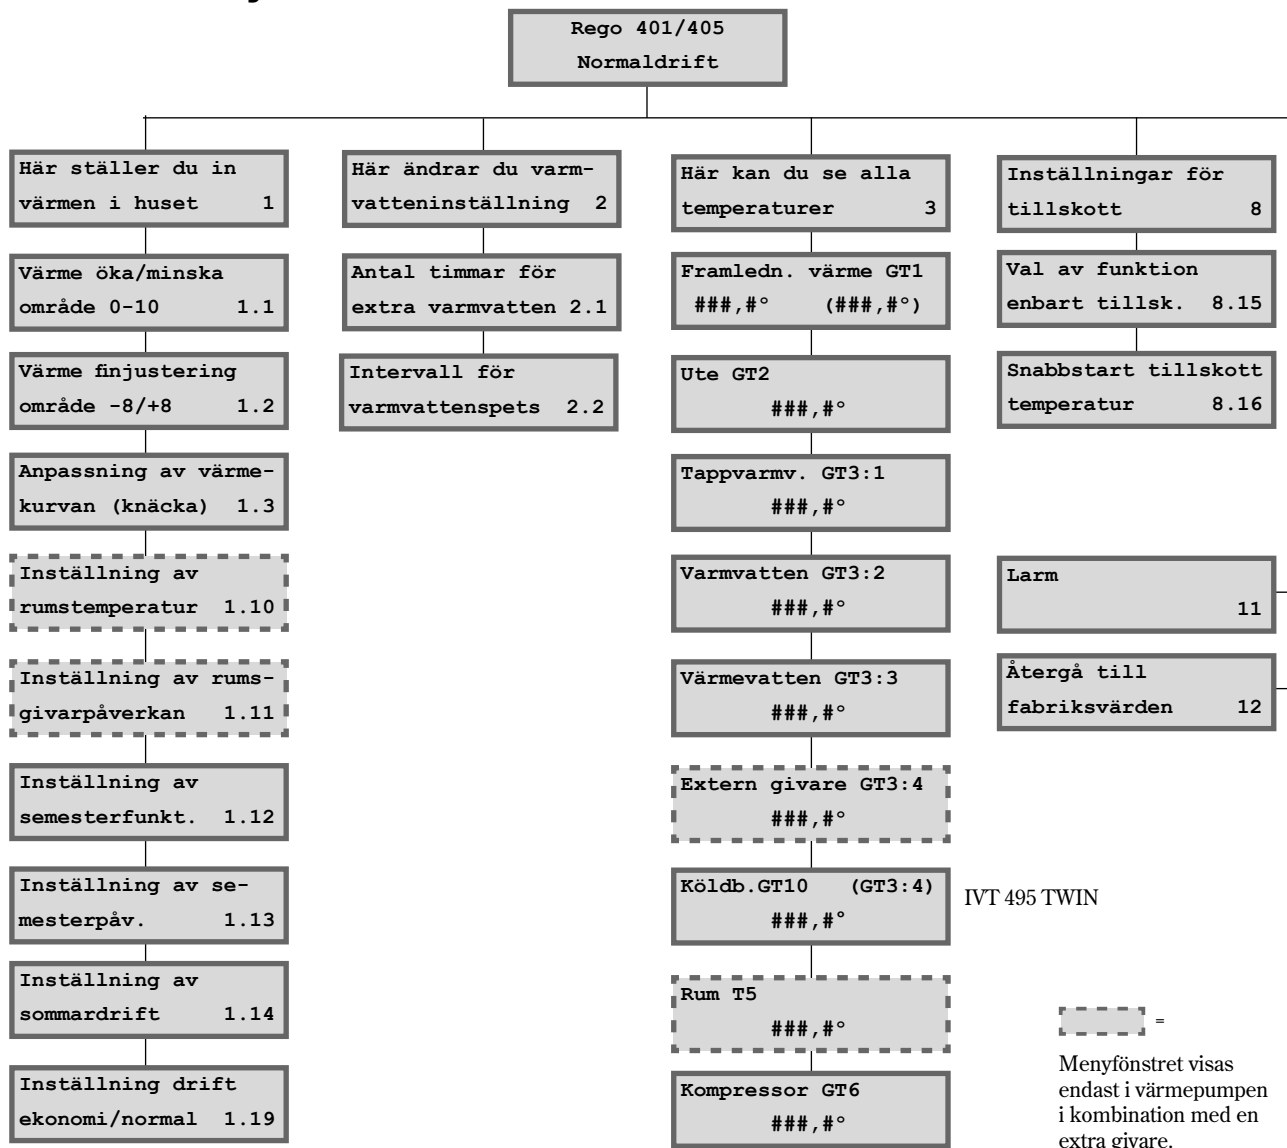 Rego 401/405
Normaldrift
Här ställer du in
värmen i huset 1
Värme öka/minska
område 0-10 1.1
Värme finjustering
område -8/+8 1.2
Anpassning av värme-
kurvan (knäcka) 1.3
Inställning av
rumstemperatur 1.10
Inställning av rums-
givarpåverkan 1.11
Inställning av
semesterfunkt. 1.12
Inställning av se-
mesterpåv. 1.13
Inställning av
sommardrift 1.14
Inställning drift
ekonomi/normal 1.19
Här ändrar du varm-
vatteninställning 2
Antal timmar för
extra varmvatten 2.1
Intervall för
varmvattenspets 2.2
Här kan du se alla
temperaturer 3
Framledn. värme GT1
###,#° (###,#°)
Ute GT2
###,#°
Tappvarmv. GT3:1
###,#°
Varmvatten GT3:2
###,#°
Värmevatten GT3:3
###,#°
Extern givare GT3:4
###,#°
Köldb.GT10 (GT3:4)
###,#°
IVT 495 TWIN
Rum T5
###,#°
Kompressor GT6
###,#°
Inställningar för
tillskott 8
Val av funktion
enbart tillsk. 8.15
Snabbstart tillskott
temperatur 8.16
Larm
11
Återgå till
fabriksvärden 12
=
Menyfönstret visas
endast i värmepumpen
i kombination med en
extra givare.